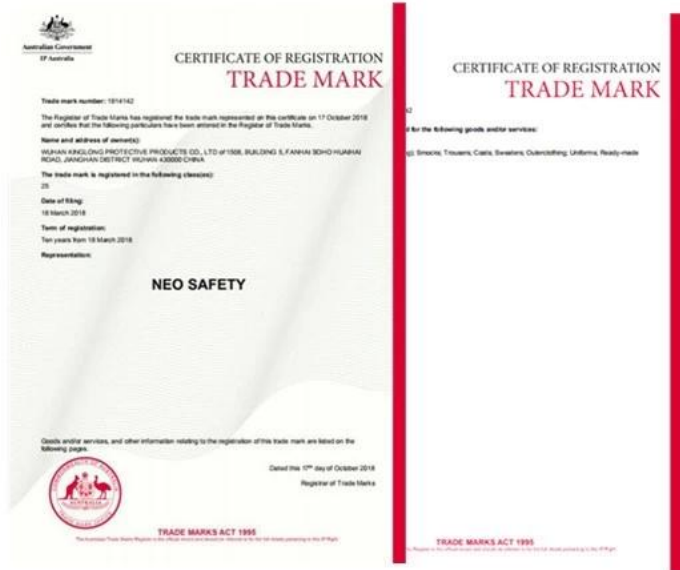 Australian Government
IP Australia
CERTIFICATE OF REGISTRATION
TRADE MARK
Trade mark number: 1914142
The Registrar of Trade Marks has registered the trade mark represented on this certificate on 17 October 2018
and certifies that the following particulars have been entered in the Register of Trade Marks.
Name and address of owner(s):
WUHAN KINGLONG PROTECTIVE PRODUCTS CO., LTD of 1508, BUILDING 5, FANHAI SOHO HUAIHAI
ROAD, JIANGHAN DISTRICT WUHAN 430000 CHINA
The trade mark is registered in the following class(es):
25
Date of filing:
18 March 2018
Term of registration:
Ten years from 18 March 2018
Representation:
NEO SAFETY
Goods and/or services, and other information relating to the registration of this trade mark are listed on the
following pages.
Dated this 17th day of October 2018
Registrar of Trade Marks
TRADE MARKS ACT 1995
CERTIFICATE OF REGISTRATION
TRADE MARK
for the following goods and/or services:
Smocks; Trousers; Coats; Sweaters; Outerclothing; Uniforms; Ready-made
TRADE MARKS ACT 1995